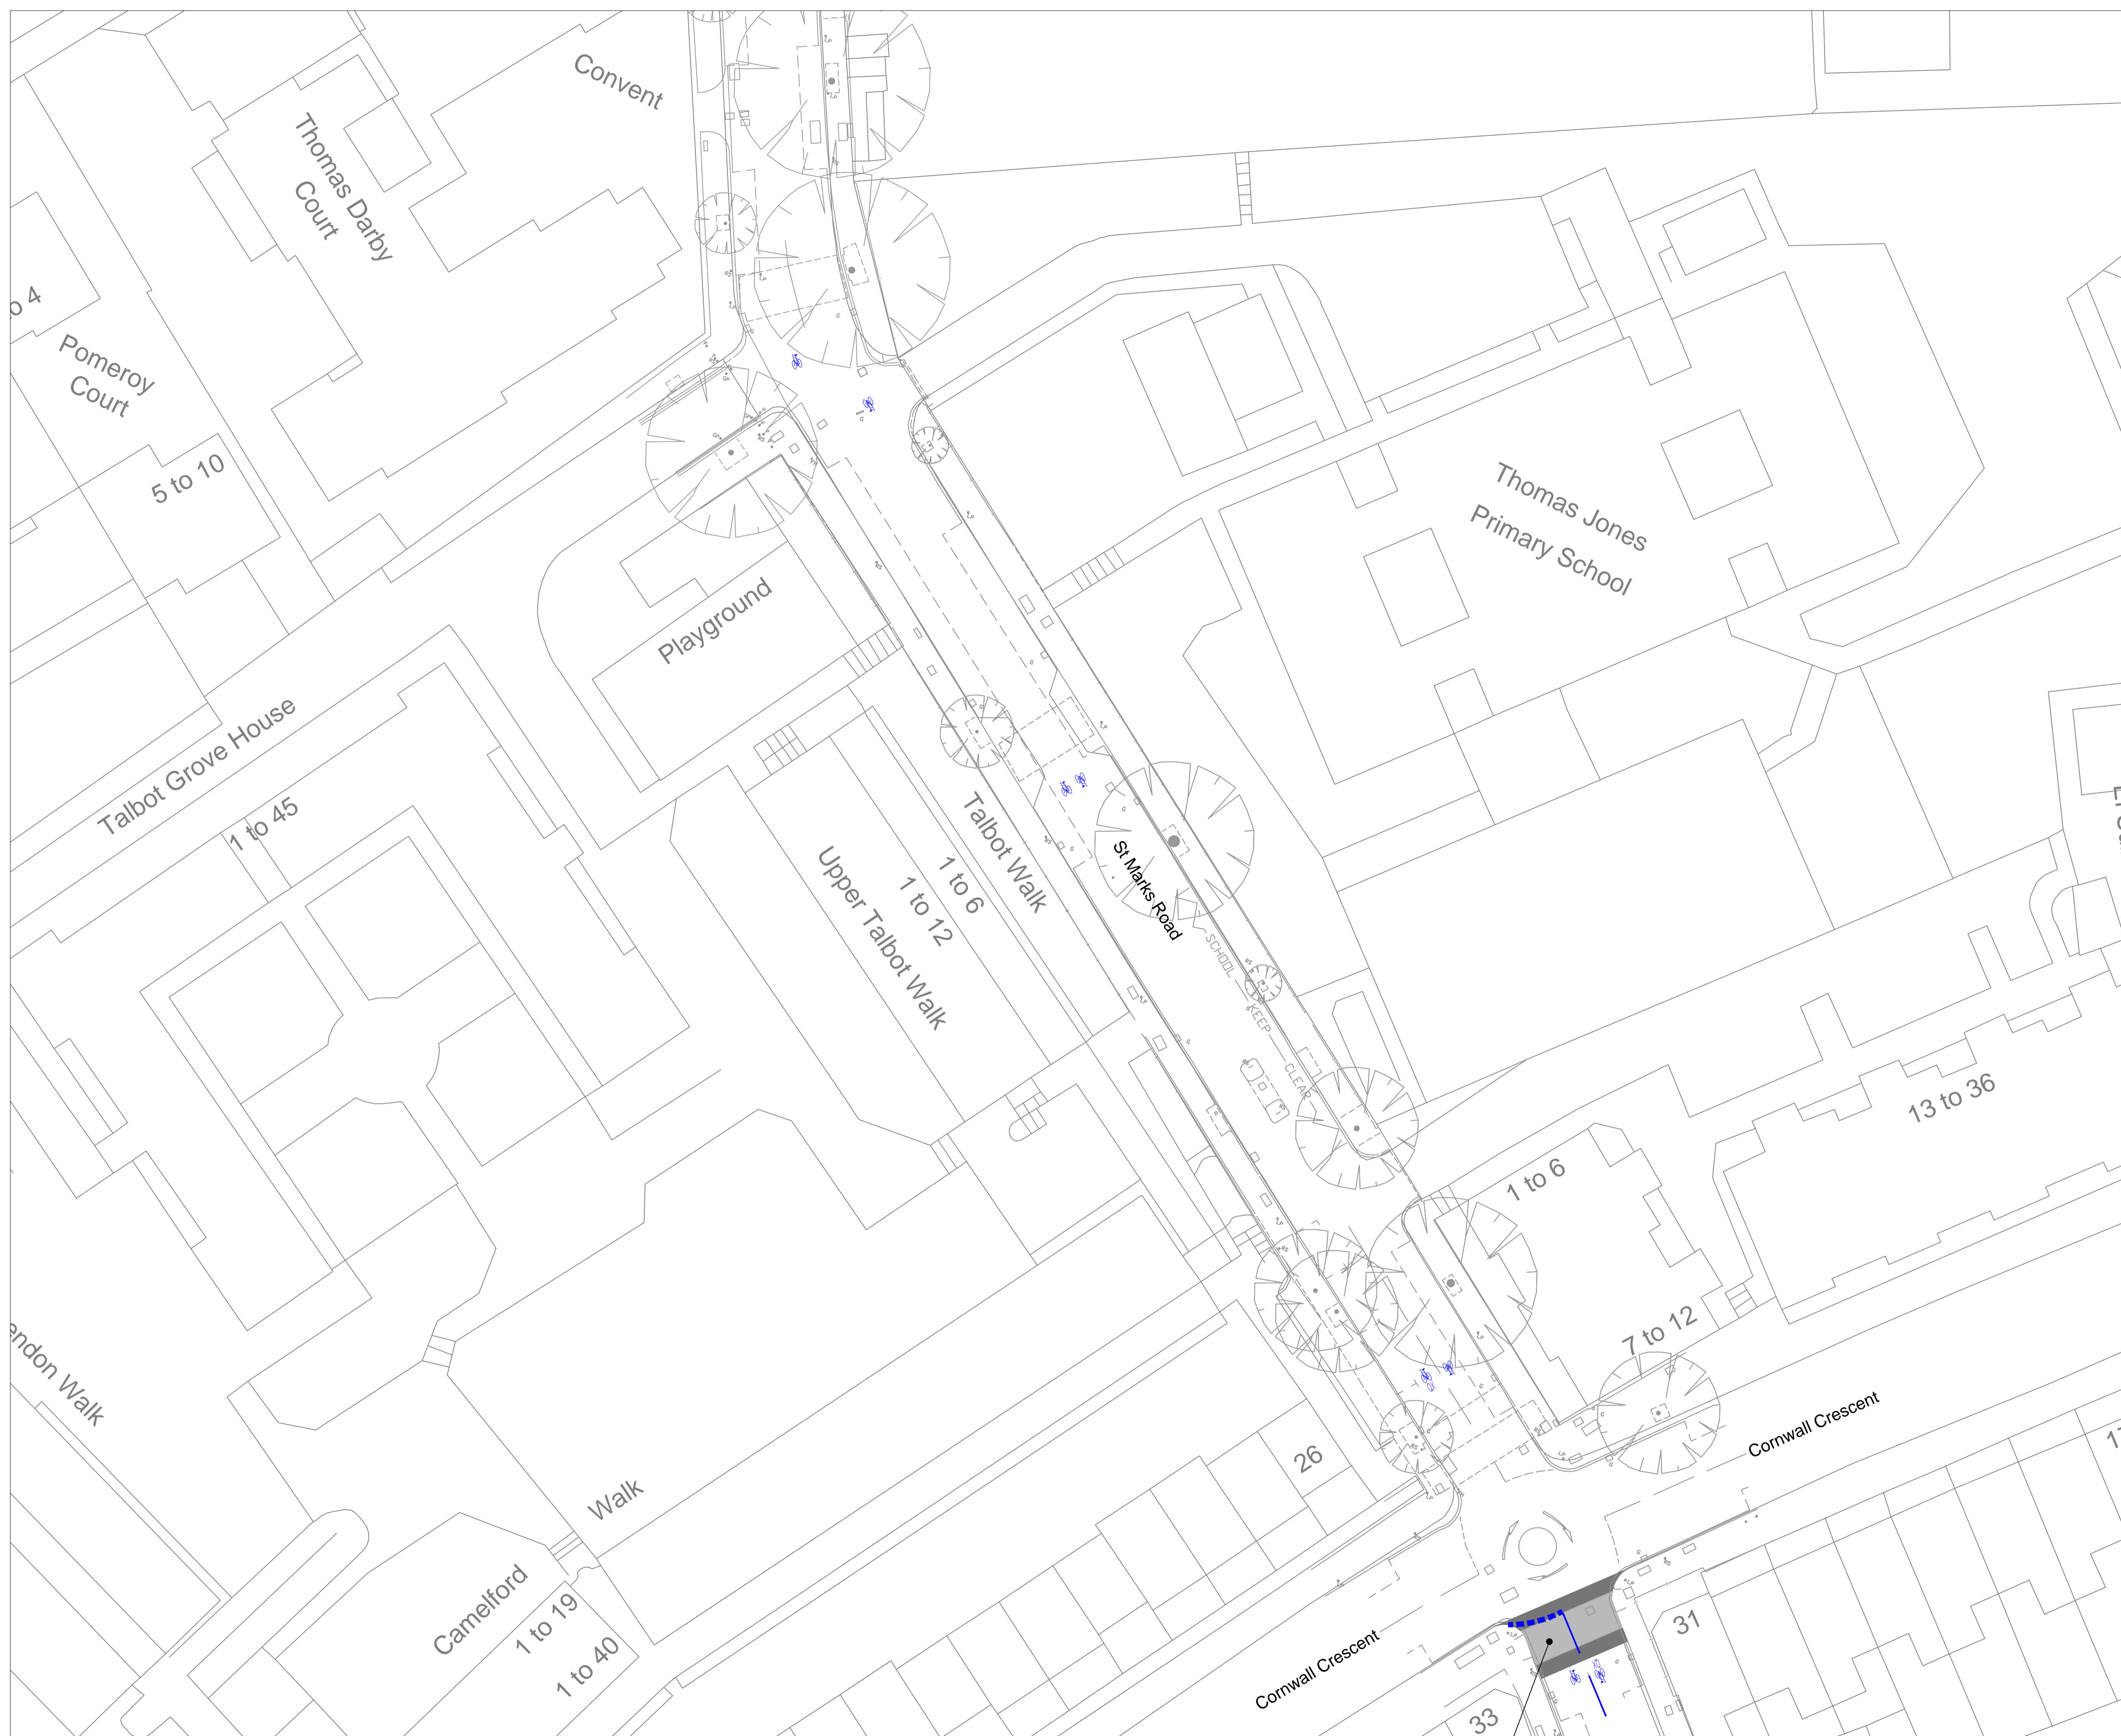 Convent
Thomas Darby
Court
o 4
Pomeroy
Court
5 to 10
Thomas Jones
Primary School
Playground
Talbot Grove House
1 to 45
Talbot Walk
1 to 6
1 to 12
Upper Talbot Walk
St Marks Road
SCHOOL
KEEP
CLEAR
13 to 36
1 to 6
7 to 12
endon Walk
Cornwall Crescent
26
Walk
Camelford
1 to 19
1 to 40
Cornwall Crescent
31
33